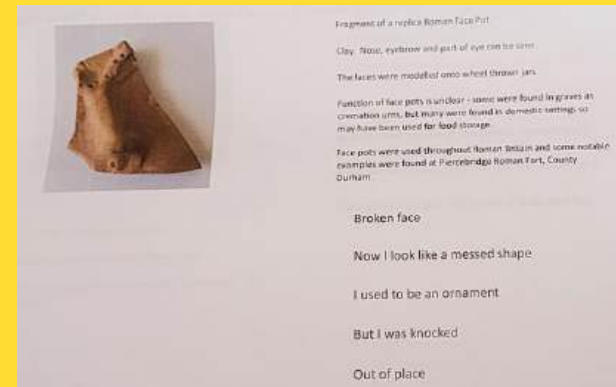 Fragment of a replica Roman Face Pot
Clay. Nose, eyebrow and part of eye can be seen.
The faces were modelled onto wheel thrown jars.
Function of face pots is unclear - some were found in graves as
cremation urns, but many were found in domestic settings so
may have been used for food storage.
Face pots were used throughout Roman Britain and some notable
examples were found at Piercebridge Roman Fort, County
Durham.
Broken face
Now I look like a messed shape
I used to be an ornament
But I was knocked
Out of place